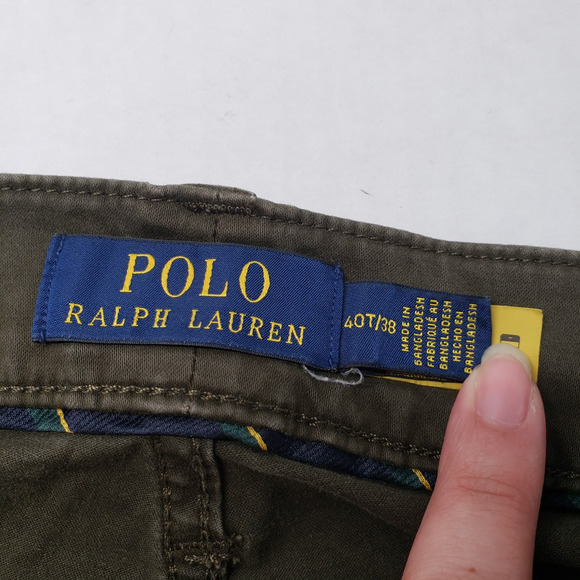 POLO
RALPH LAUREN
40T/38
MADE IN
BANGLADESH
FABRIQUÉ AU
BANGLADESH
HECHO EN
BANGLADESH